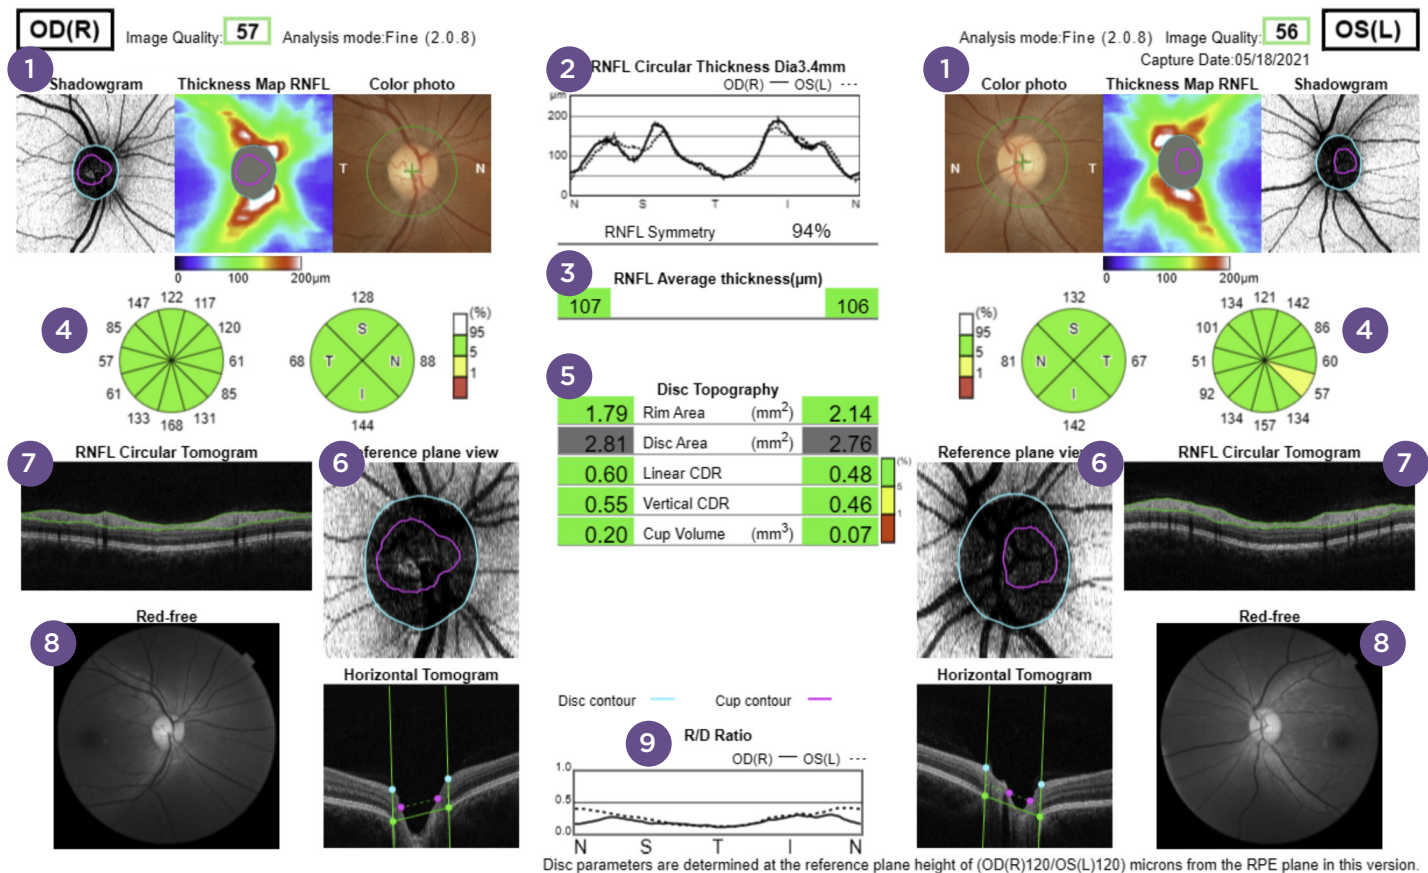 OD(R) Image Quality: 57 Analysis mode:Fine (2.0.8)
Analysis mode:Fine (2.0.8) Image Quality: 56 OS(L)
Capture Date:05/18/2021
1
Shadowgram Thickness Map RNFL Color photo
T N
0 100 200μm
2
RNFL Circular Thickness Dia3.4mm
OD(R) OS(L)
μm
200
100
0
N S T I N
RNFL Symmetry 94%
1
Color photo Thickness Map RNFL Shadowgram
N T
0 100 200μm
3
RNFL Average thickness(μm)
107 106
4
147 122 117
85 120
57 61
61 85
133 168 131
128
S
68 T N 88
I
144
(%)
95
5
1
132
S
81 N T 67
I
142
(%)
95
5
1
4
134 121 142
101 86
51 60
92 57
134 157 134
5
Disc Topography
1.79 Rim Area (mm2) 2.14
2.81 Disc Area (mm2) 2.76
0.60 Linear CDR 0.48
0.55 Vertical CDR 0.46
0.20 Cup Volume (mm3) 0.07
(%)
5
1
7
RNFL Circular Tomogram
6
eference plane view
Reference plane vie
6
RNFL Circular Tomogram
7
8
Red-free
Horizontal Tomogram
Disc contour Cup contour
9
R/D Ratio
OD(R) OS(L)
1.0
0.5
0.0
N S T I N
Horizontal Tomogram
Red-free
8
Disc parameters are determined at the reference plane height of (OD(R)120/OS(L)120) microns from the RPE plane in this version.